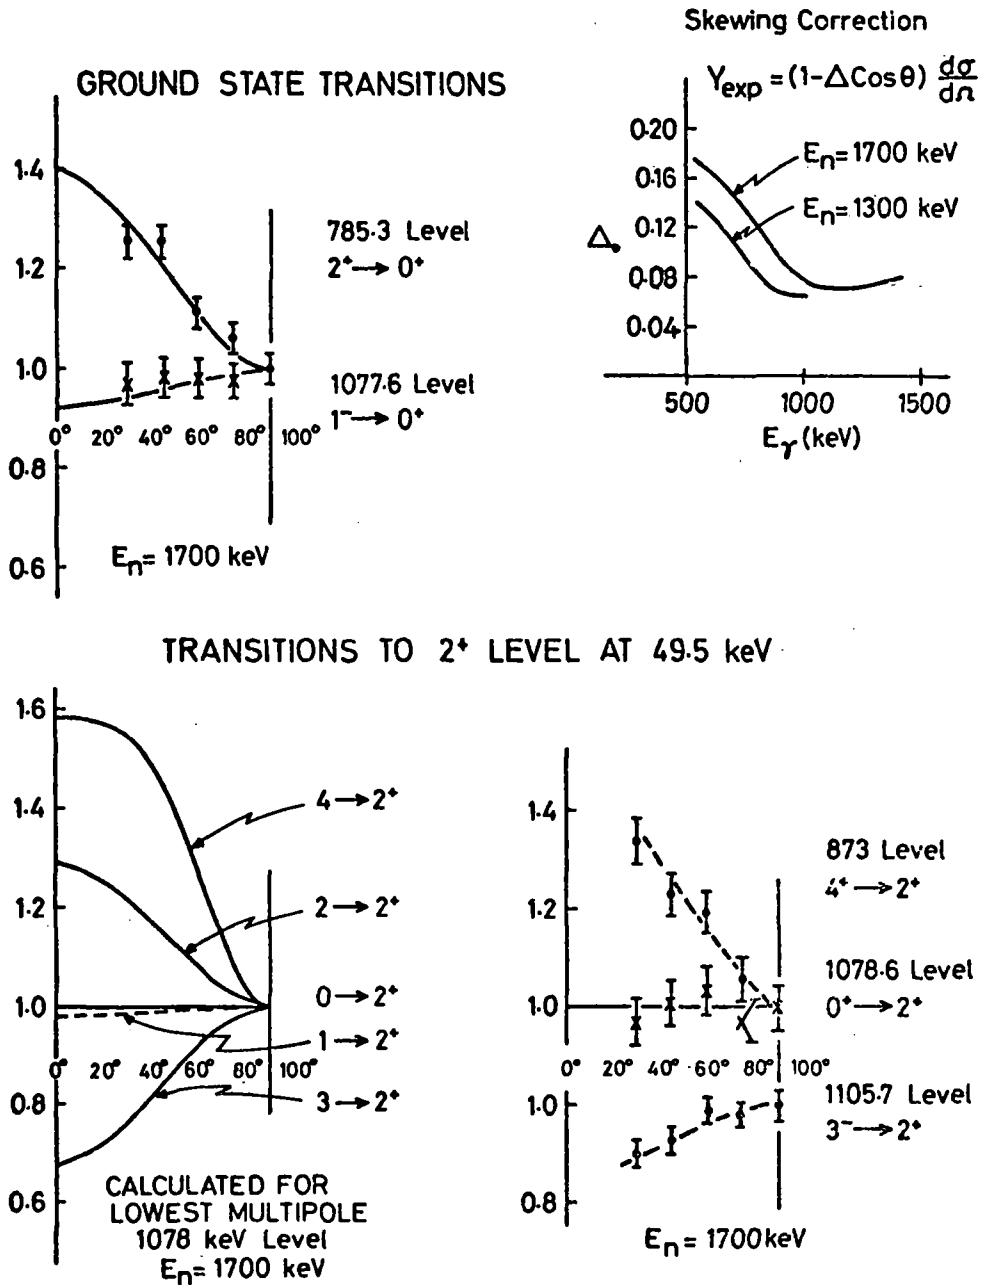 Skewing Correction
GROUND STATE TRANSITIONS
Yexp = (1-ΔCosθ) dσ/dΩ
1.4
1.2
1.0
0.8
0.6
0° 20° 40° 60° 80° 100°
785.3 Level
2⁺→ 0⁺
1077.6 Level
1⁻→ 0⁺
En= 1700 keV
0.20
0.16
0.12
0.08
0.04
Δ
En= 1700 keV
En= 1300 keV
500 1000 1500
Eγ (keV)
TRANSITIONS TO 2⁺ LEVEL AT 49.5 keV
1.6
1.4
1.2
1.0
0.8
0.6
0° 20° 40° 60° 80° 100°
4→2⁺
2→2⁺
0→2⁺
1→2⁺
3→2⁺
CALCULATED FOR
LOWEST MULTIPOLE
1078 keV Level
En= 1700 keV
1.4
1.2
1.0
0° 20° 40° 60° 80° 100°
1.0
0.8
873 Level
4⁺→2⁺
1078.6 Level
0⁺→2⁺
1105.7 Level
3⁻→2⁺
En= 1700 keV